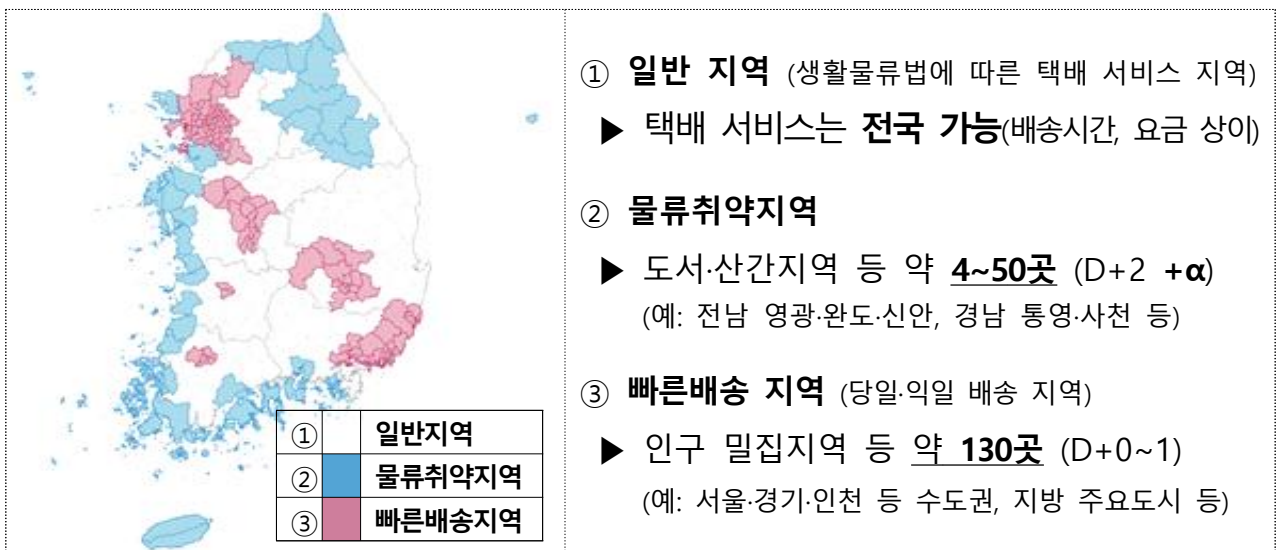 ① 일반 지역 (생활물류법에 따른 택배 서비스 지역)
▶ 택배 서비스는 전국 가능(배송시간, 요금 상이)
② 물류취약지역
▶ 도서·산간지역 등 약 4~50곳 (D+2 +α)
(예: 전남 영광·완도·신안, 경남 통영·사천 등)
③ 빠른배송 지역 (당일·익일 배송 지역)
▶ 인구 밀집지역 등 약 130곳 (D+0~1)
(예: 서울·경기·인천 등 수도권, 지방 주요도시 등)
① 일반지역
② 물류취약지역
③ 빠른배송지역